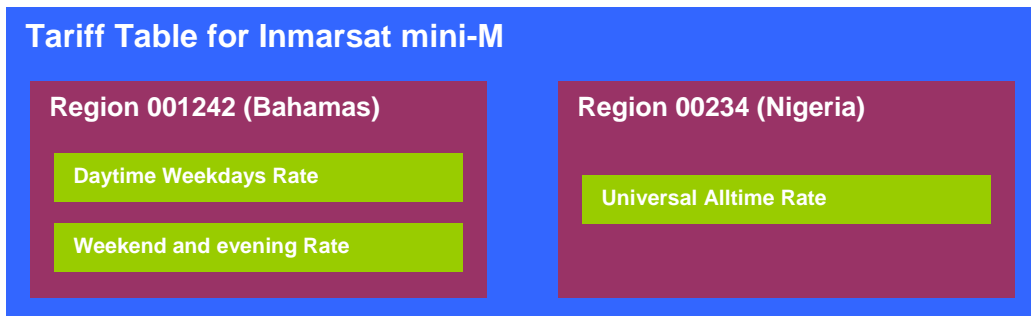 Tariff Table for Inmarsat mini-M
Region 001242 (Bahamas)
Daytime Weekdays Rate
Weekend and evening Rate
Region 00234 (Nigeria)
Universal Alltime Rate